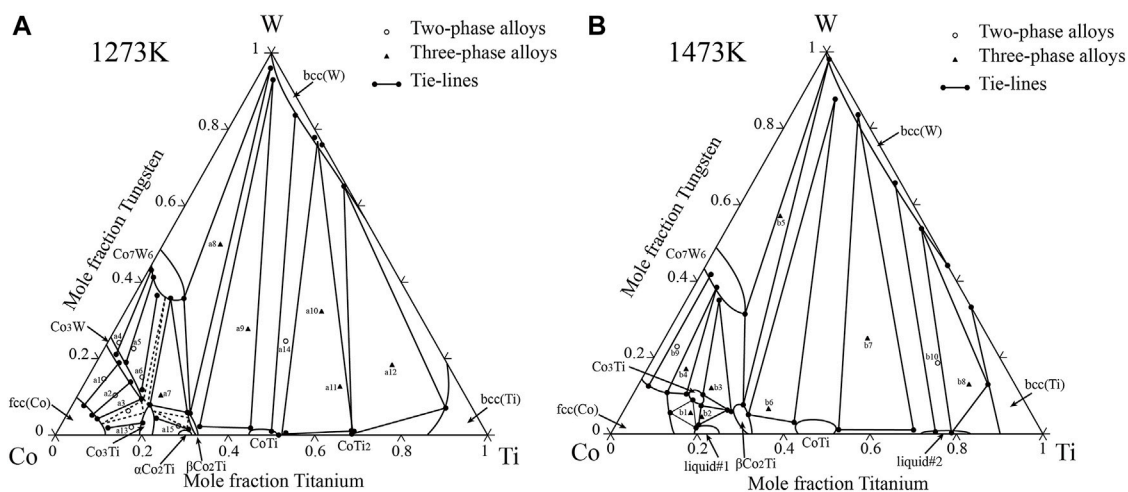 A
W
1273K
Two-phase alloys
Three-phase alloys
Tie-lines
1
bcc(W)
0.8
0.6
0.4
0.2
0
Mole fraction Tungsten
Co7W6
Co3W
fcc(Co)
a8
a4
a5
a9
a10
a14
a1
a6
a2
a3
a7
a11
a12
a13
a15
bcc(Ti)
CoTi
CoTi2
Co3Ti
αCo2Ti
βCo2Ti
Co
0
0.2
0.4
0.6
0.8
1
Ti
Mole fraction Titanium
B
W
1473K
Two-phase alloys
Three-phase alloys
Tie-lines
1
bcc(W)
0.8
0.6
0.4
0.2
0
Mole fraction Tungsten
Co7W6
Co3Ti
fcc(Co)
b5
b9
b4
b3
b7
b10
b8
b1
b2
b6
bcc(Ti)
CoTi
liquid#1
βCo2Ti
liquid#2
Co
0
0.2
0.4
0.6
0.8
1
Ti
Mole fraction Titanium